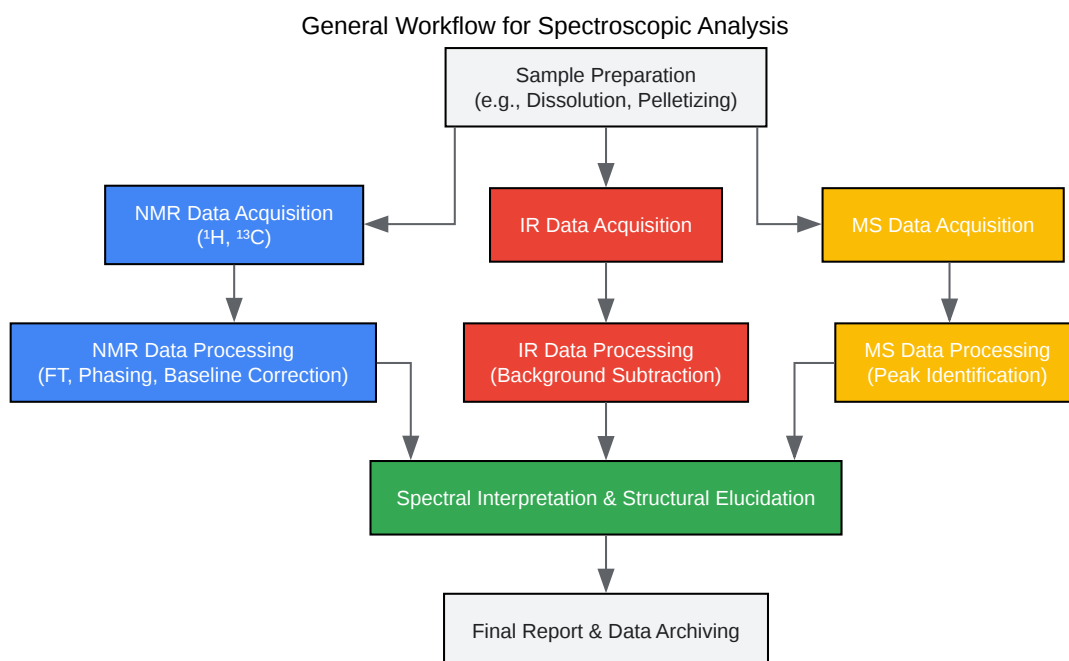 General Workflow for Spectroscopic Analysis
Sample Preparation
(e.g., Dissolution, Pelletizing)
NMR Data Acquisition
(¹H, ¹³C)
IR Data Acquisition
MS Data Acquisition
NMR Data Processing
(FT, Phasing, Baseline Correction)
IR Data Processing
(Background Subtraction)
MS Data Processing
(Peak Identification)
Spectral Interpretation & Structural Elucidation
Final Report & Data Archiving